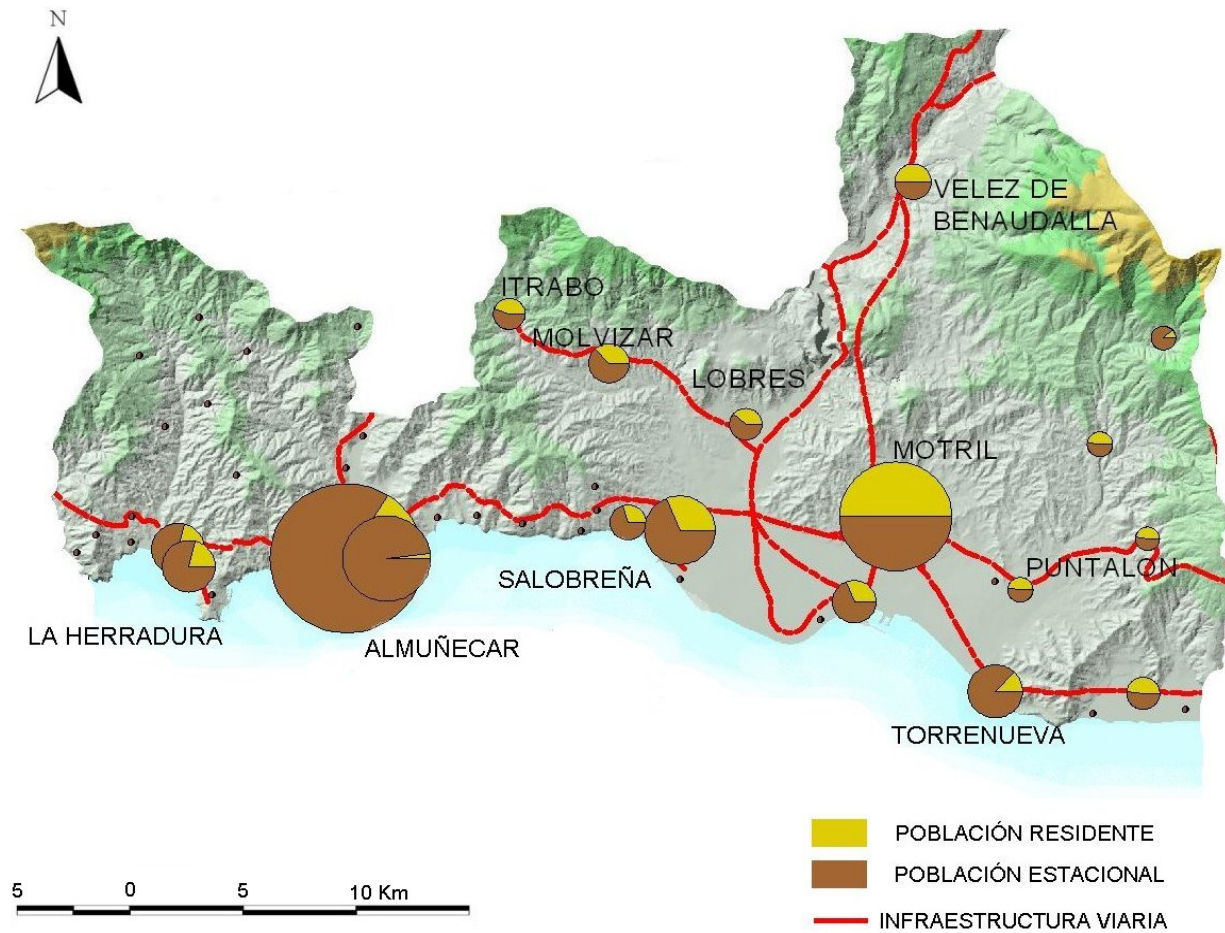 N
VELEZ DE
BENAUDALLA
ITRABO
MOLVIZAR
LOBRES
MOTRIL
PUNTALON
SALOBREÑA
LA HERRADURA
ALMUÑECAR
TORRENUEVA
POBLACIÓN RESIDENTE
POBLACIÓN ESTACIONAL
INFRAESTRUCTURA VIARIA
5 0 5 10 Km